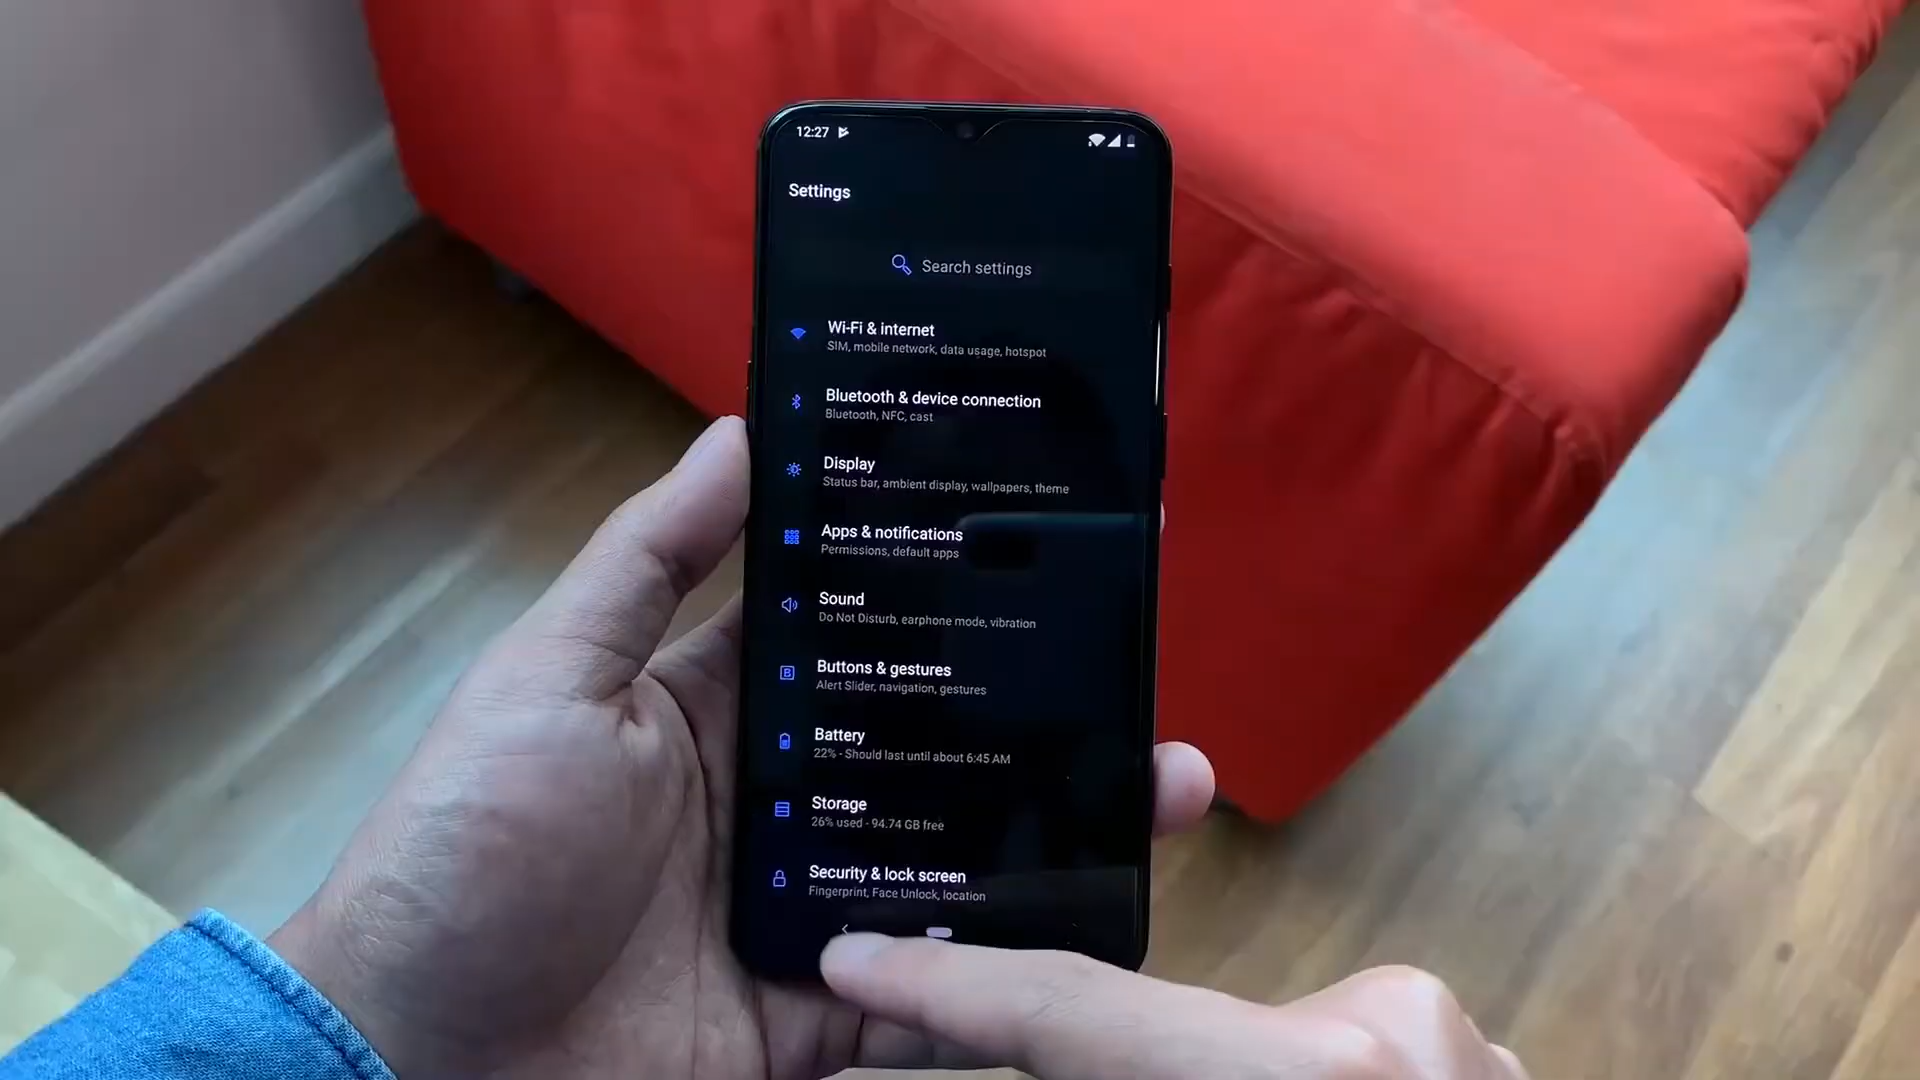 12:27
Settings
Search settings
Wi-Fi & internet
SIM, mobile network, data usage, hotspot
Bluetooth & device connection
Bluetooth, NFC, cast
Display
Status bar, ambient display, wallpapers, theme
Apps & notifications
Permissions, default apps
Sound
Do Not Disturb, earphone mode, vibration
Buttons & gestures
Alert Slider, navigation, gestures
Battery
22% - Should last until about 6:45 AM
Storage
26% used - 94.74 GB free
Security & lock screen
Fingerprint, Face Unlock, location